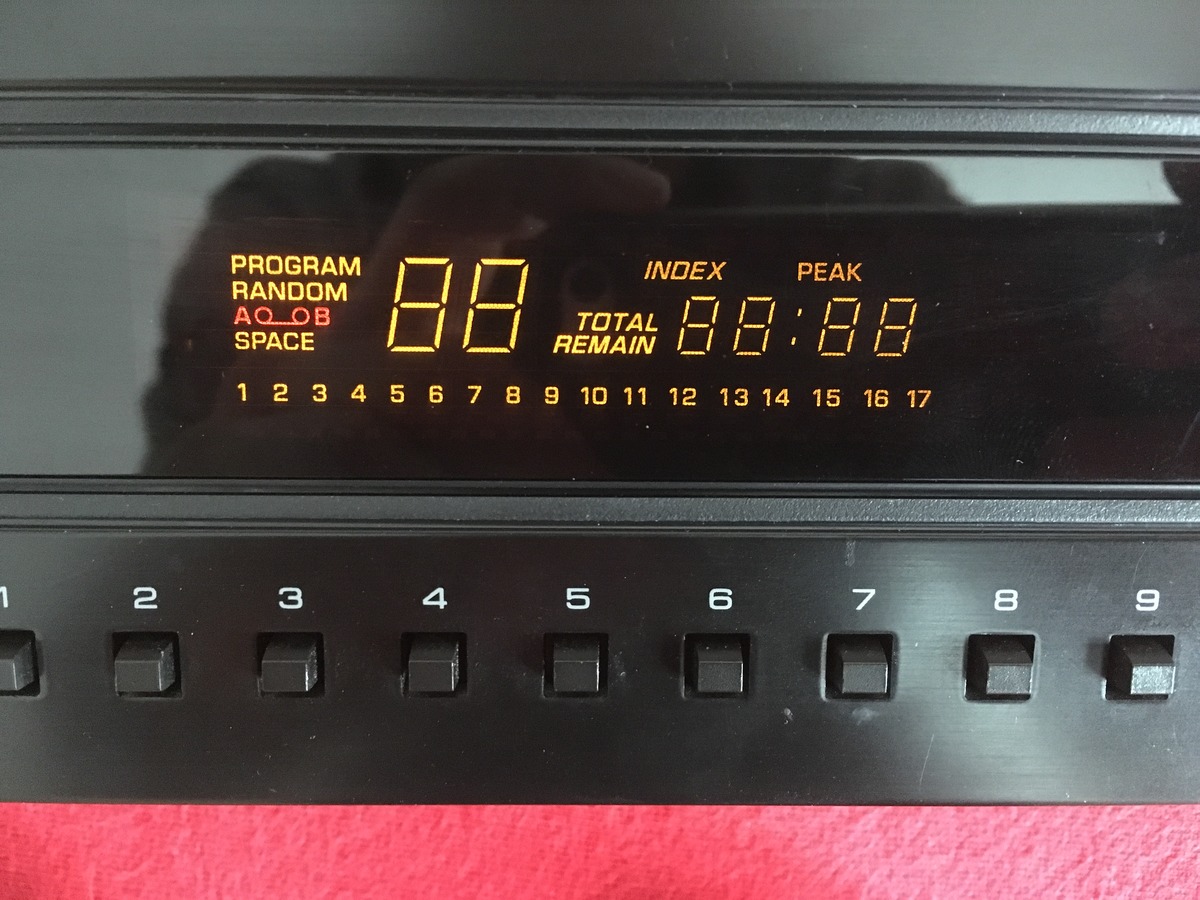 PROGRAM
RANDOM
A B
SPACE
88
INDEX PEAK
TOTAL
REMAIN
88:88
1 2 3 4 5 6 7 8 9 10 11 12 13 14 15 16 17
1 2 3 4 5 6 7 8 9